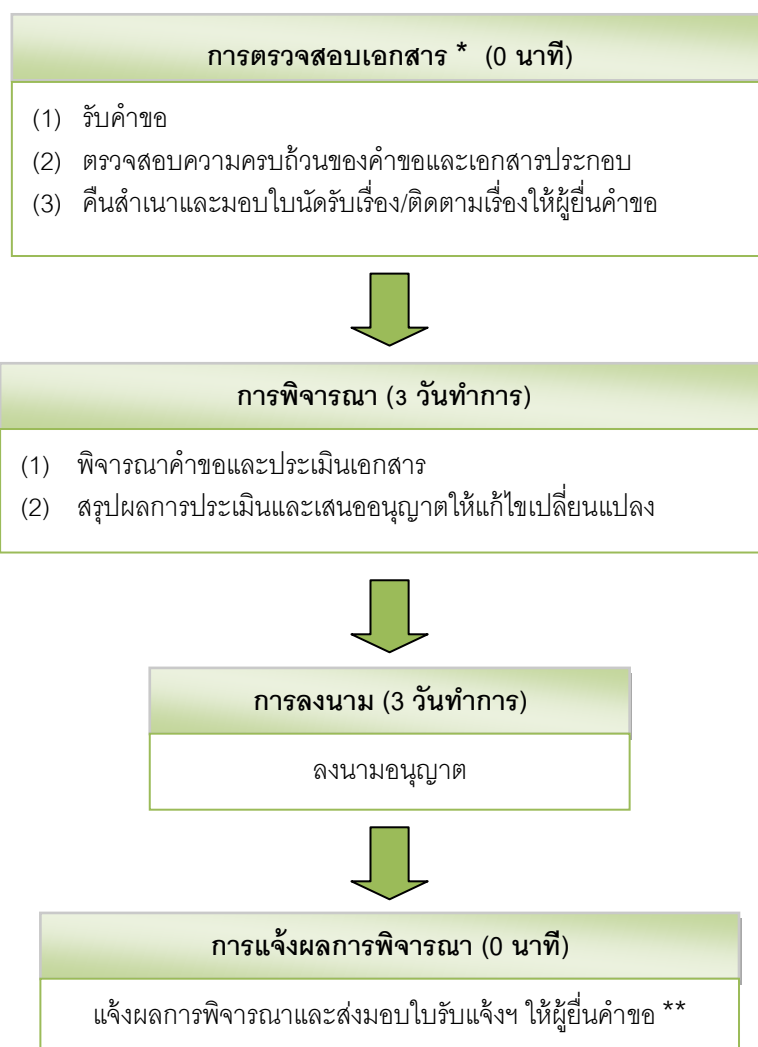 การตรวจสอบเอกสาร * (0 นาที)
(1) รับคำขอ
(2) ตรวจสอบความครบถ้วนของคำขอและเอกสารประกอบ
(3) คืนสำเนาและมอบใบนัดรับเรื่อง/ติดตามเรื่องให้ผู้ยื่นคำขอ
การพิจารณา (3 วันทำการ)
(1) พิจารณาคำขอและประเมินเอกสาร
(2) สรุปผลการประเมินและเสนออนุญาตให้แก้ไขเปลี่ยนแปลง
การลงนาม (3 วันทำการ)
ลงนามอนุญาต
การแจ้งผลการพิจารณา (0 นาที)
แจ้งผลการพิจารณาและส่งมอบใบรับแจ้งฯ ให้ผู้ยื่นคำขอ **